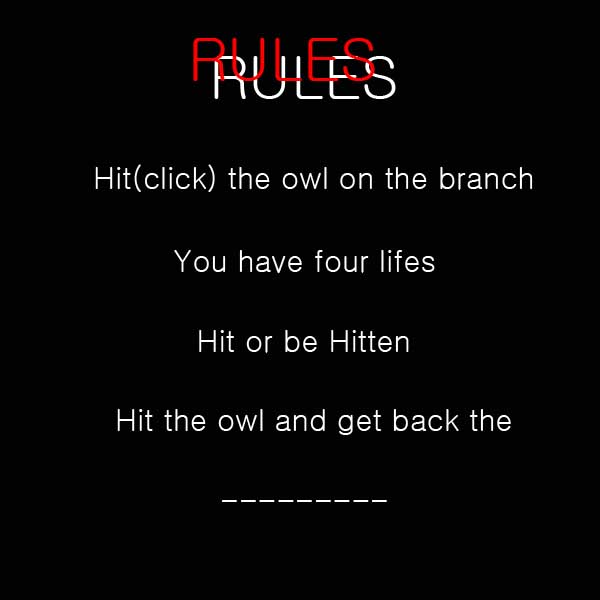 RULES
RULES
Hit(click) the owl on the branch
You have four lifes
Hit or be Hitten
Hit the owl and get back the
_________